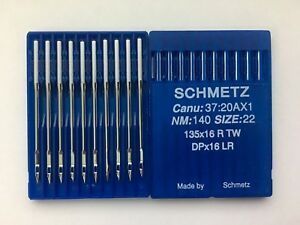 SCHMETZ
Canu: 37:20AX1
NM: 140 SIZE: 22
135x16 R TW
DPx16 LR
Made by Schmetz